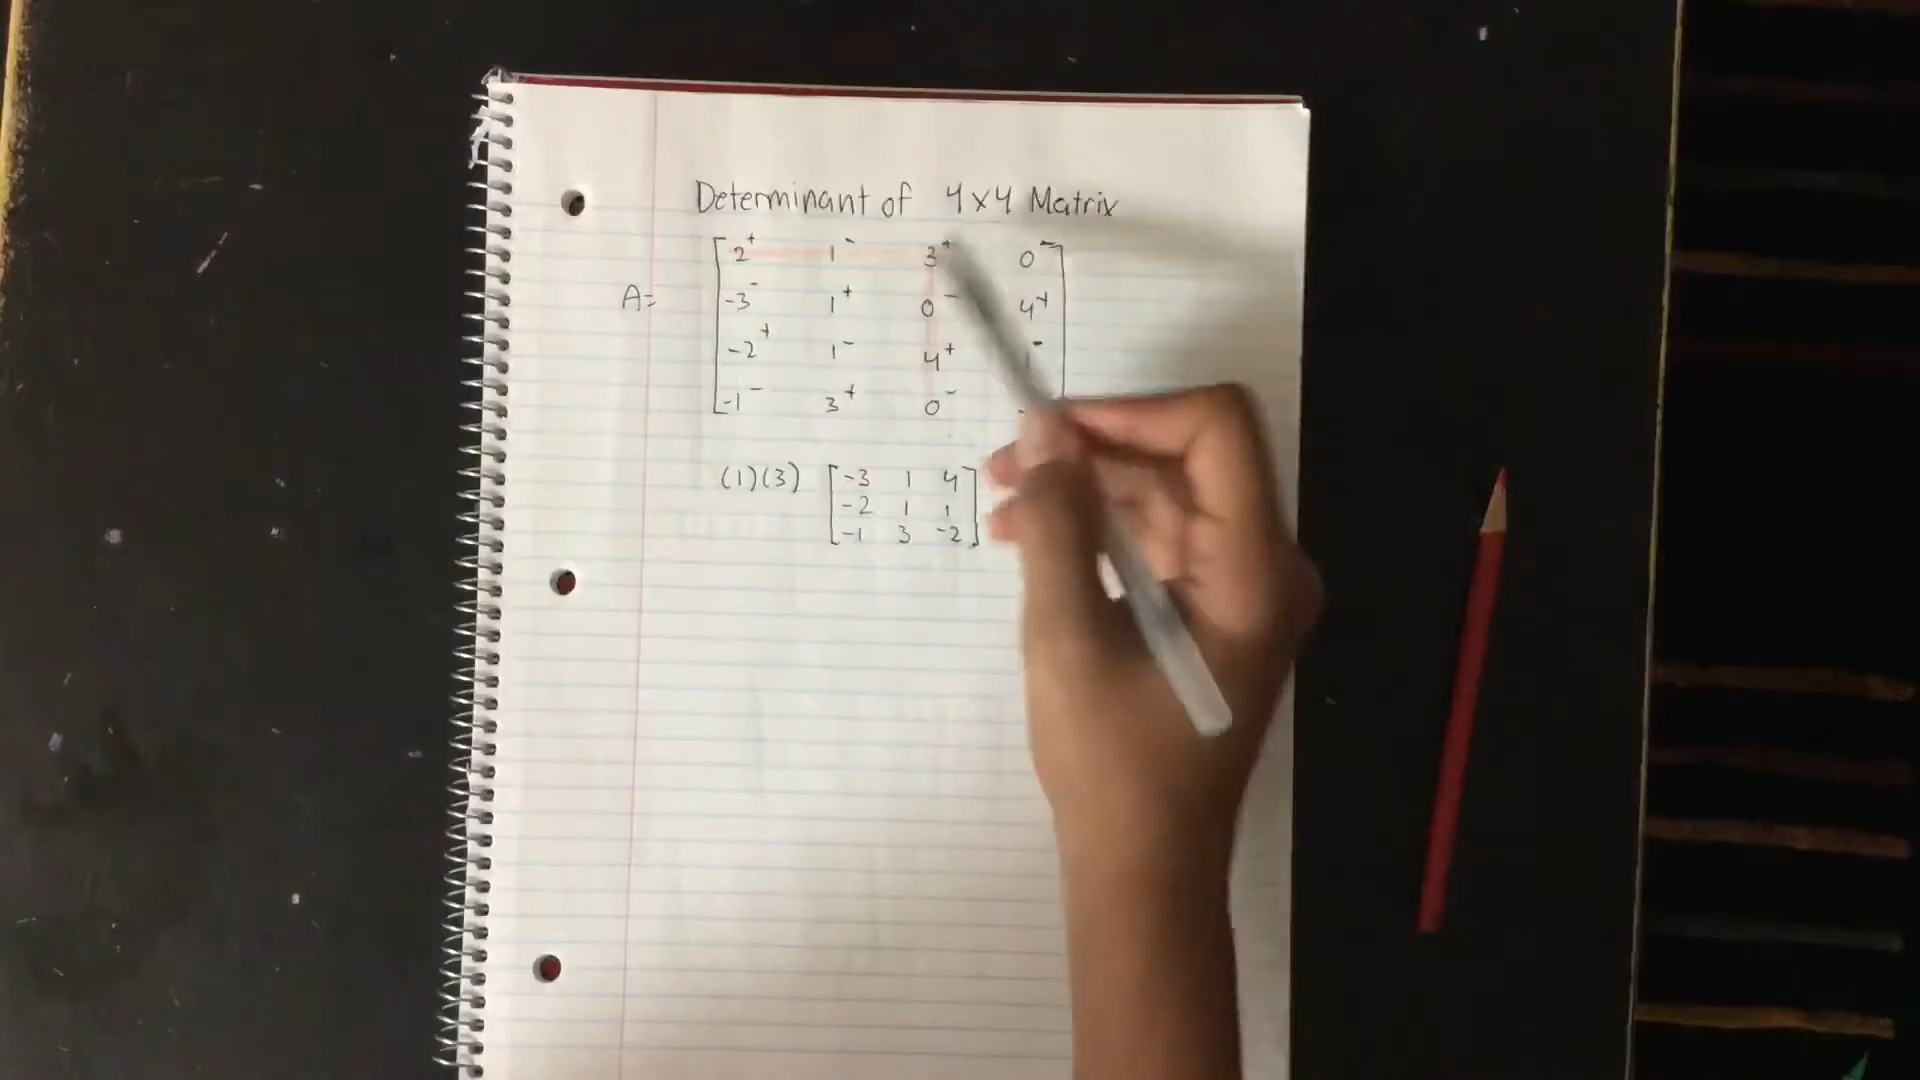 Determinant of 4x4 Matrix
2⁺ 1⁻ 3⁺ 0⁻
A= -3⁻ 1⁺ 0⁻ 4⁺
-2⁺ 1⁻ 4⁺ 1⁻
-1⁻ 3⁺ 0⁻
(1)(3) -3 1 4
-2 1 1
-1 3 -2